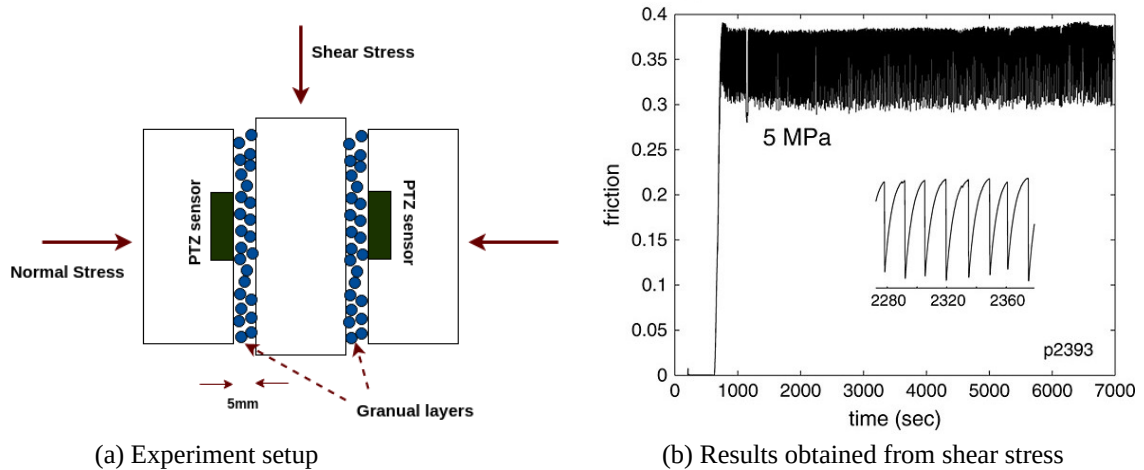 Shear Stress
PTZ sensor
PTZ sensor
Normal Stress
5mm
Granual layers
(a) Experiment setup
0.4
0.35
0.3
0.25
0.2
0.15
0.1
0.05
0
friction
5 MPa
2280
2320
2360
p2393
1000
2000
3000
4000
5000
6000
7000
time (sec)
(b) Results obtained from shear stress